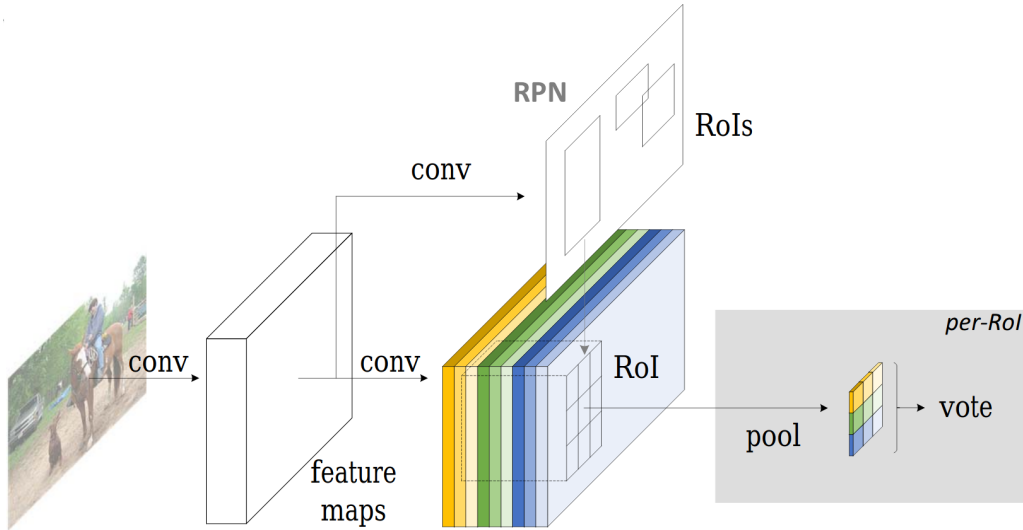 RPN
RoIs
conv
conv
conv
RoI
feature
maps
per-RoI
pool
vote